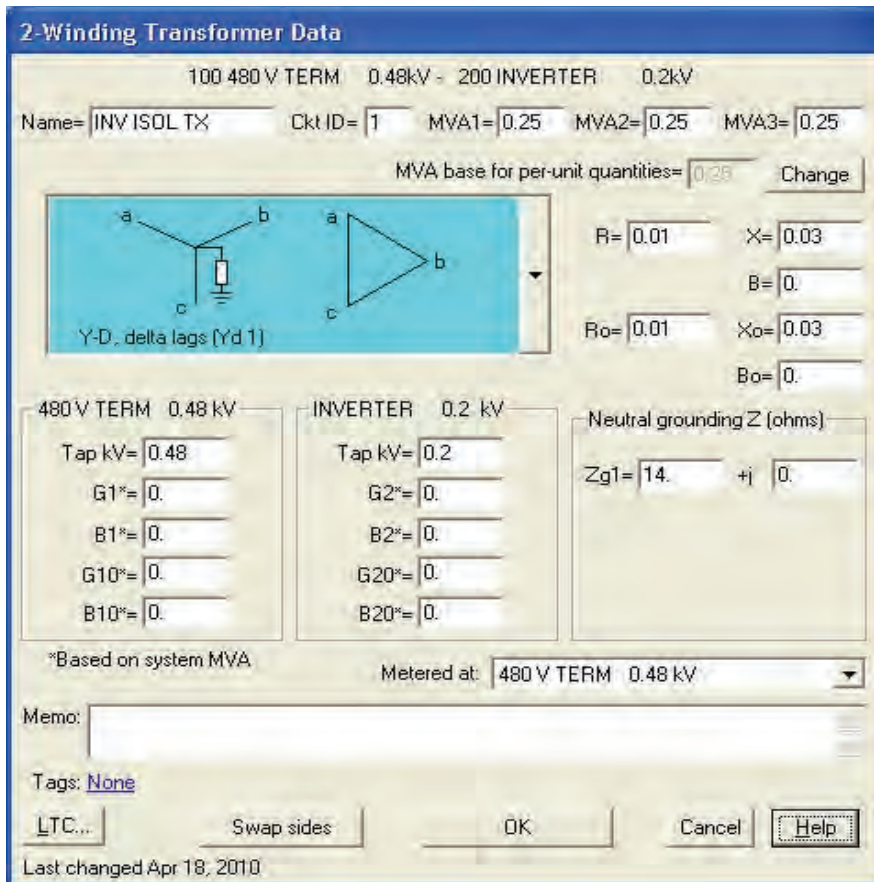 2-Winding Transformer Data
100 480 V TERM 0.48kV - 200 INVERTER 0.2kV
Name= INV ISOL TX Ckt ID= 1 MVA1= 0.25 MVA2= 0.25 MVA3= 0.25
MVA base for per-unit quantities= 0.25 Change
a b c a b c
Y-D, delta lags (Yd 1)
R= 0.01 X= 0.03
B= 0.
Ro= 0.01 Xo= 0.03
Bo= 0.
480 V TERM 0.48 kV
Tap kV= 0.48
G1*= 0.
B1*= 0.
G10*= 0.
B10*= 0.
INVERTER 0.2 kV
Tap kV= 0.2
G2*= 0.
B2*= 0.
G20*= 0.
B20*= 0.
Neutral grounding Z (ohms)
Zg1= 14. +j 0.
*Based on system MVA
Metered at: 480 V TERM 0.48 kV
Memo:
Tags: None
LTC... Swap sides OK Cancel Help
Last changed Apr 18, 2010